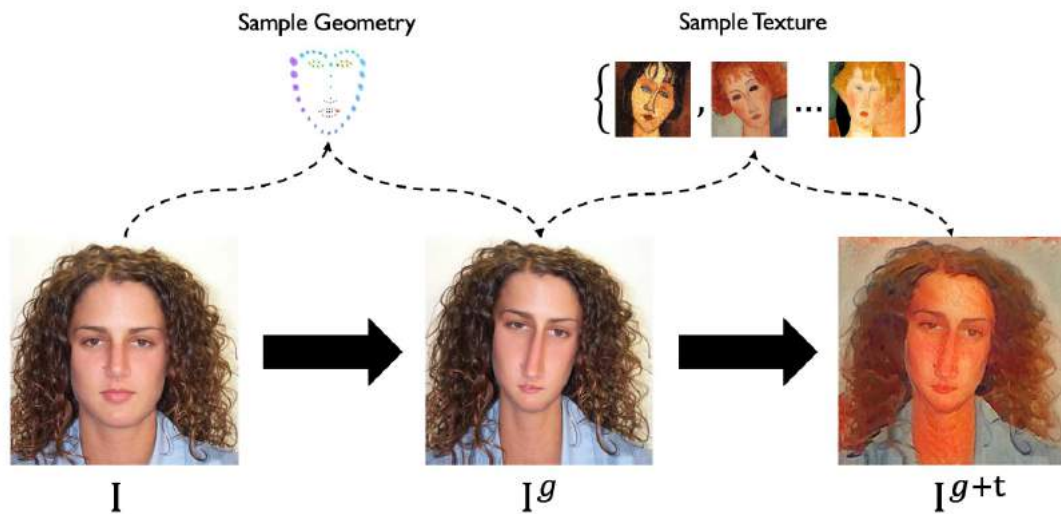 Sample Geometry
Sample Texture
{ , ... }
I
I^g
I^{g+t}